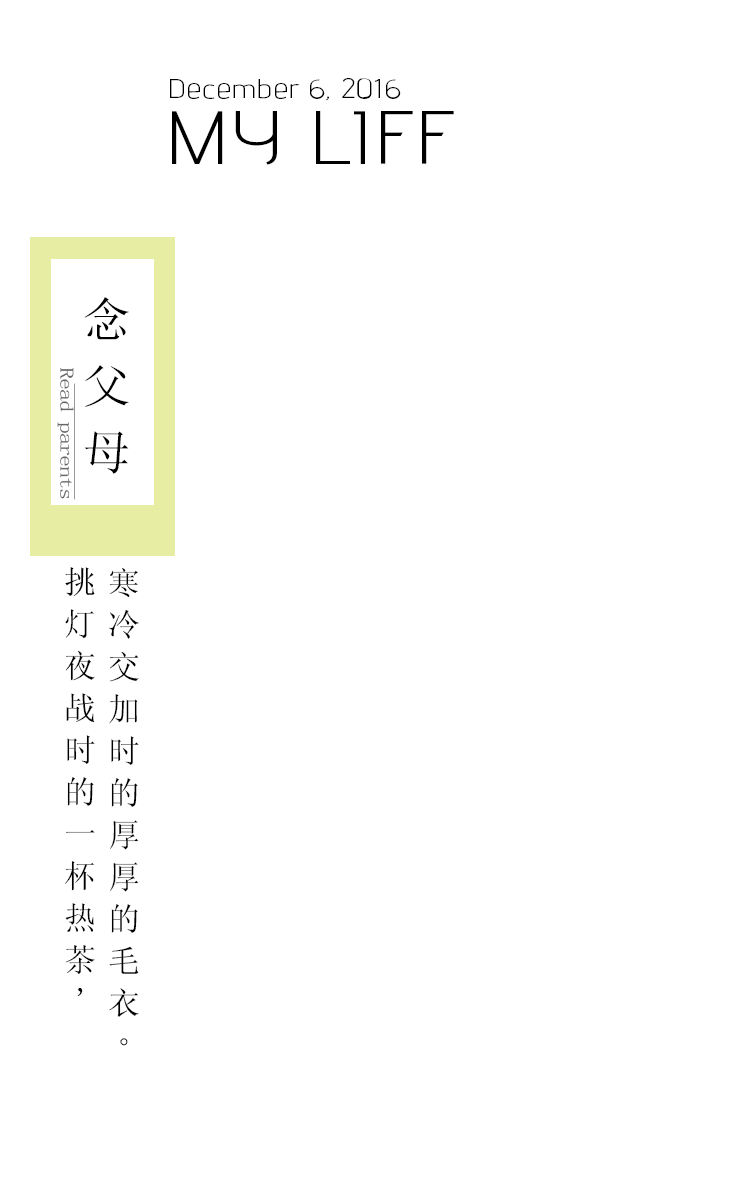 December 6, 2016
MY LIFF
念父母
Read parents
挑灯夜战时的一杯热茶，
寒冷交加时的厚厚的毛衣。